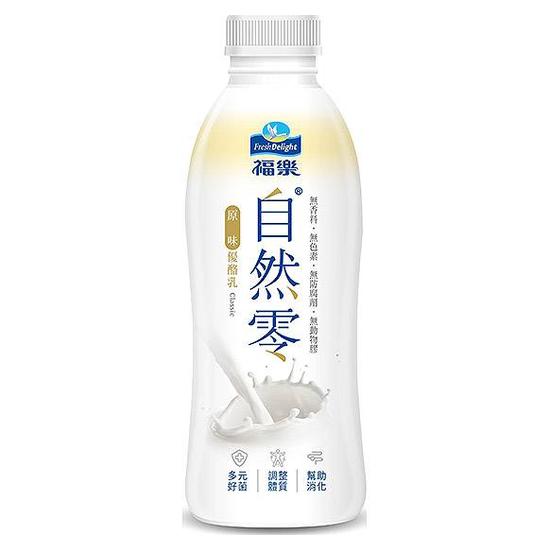 FreshDelight
福樂
自然零®
無香料・無色素・無防腐劑・無動物膠
原味優酪乳
Classic
多元
好菌
調整
體質
幫助
消化